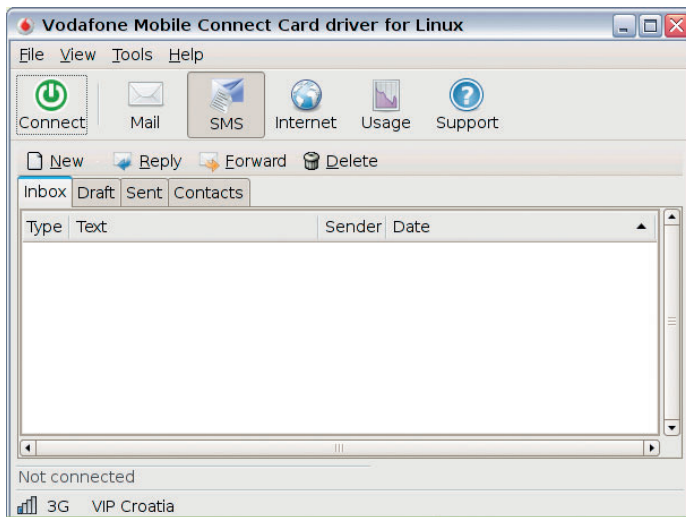 Vodafone Mobile Connect Card driver for Linux
File View Tools Help
Connect Mail SMS Internet Usage Support
New Reply Forward Delete
Inbox Draft Sent Contacts
Type Text Sender Date
Not connected
3G VIP Croatia